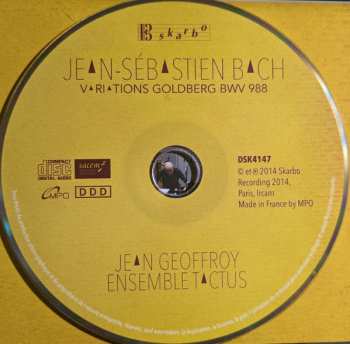 skarbo
JEAN-SÉBASTIEN BACH
VARIATIONS GOLDBERG BWV 988
COMPACT
disc
DIGITAL AUDIO
sacem
MPO
DDD
DSK4147
© et ℗ 2014 Skarbo
Recording 2014,
Paris, Ircam
Made in France by MPO
JEAN GEOFFROY
ENSEMBLE TACTUS